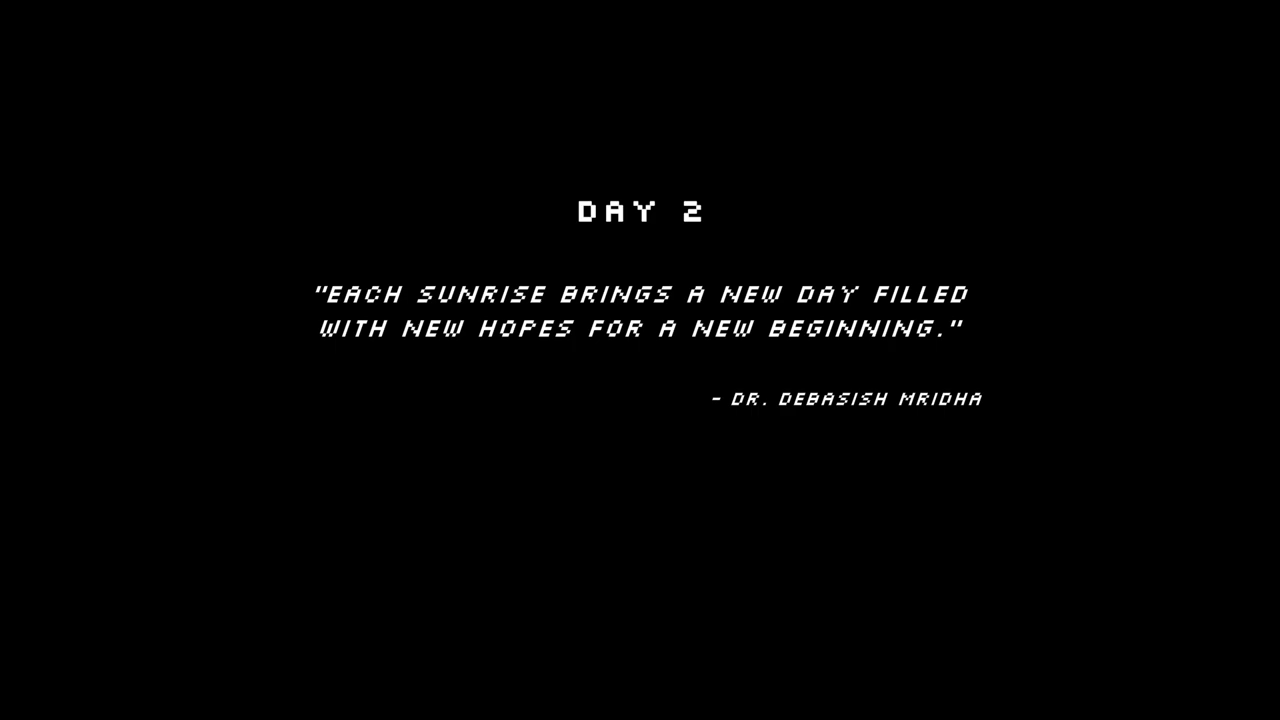 DAY 2
"EACH SUNRISE BRINGS A NEW DAY FILLED
WITH NEW HOPES FOR A NEW BEGINNING."
- DR. DEBASISH MRIDHA